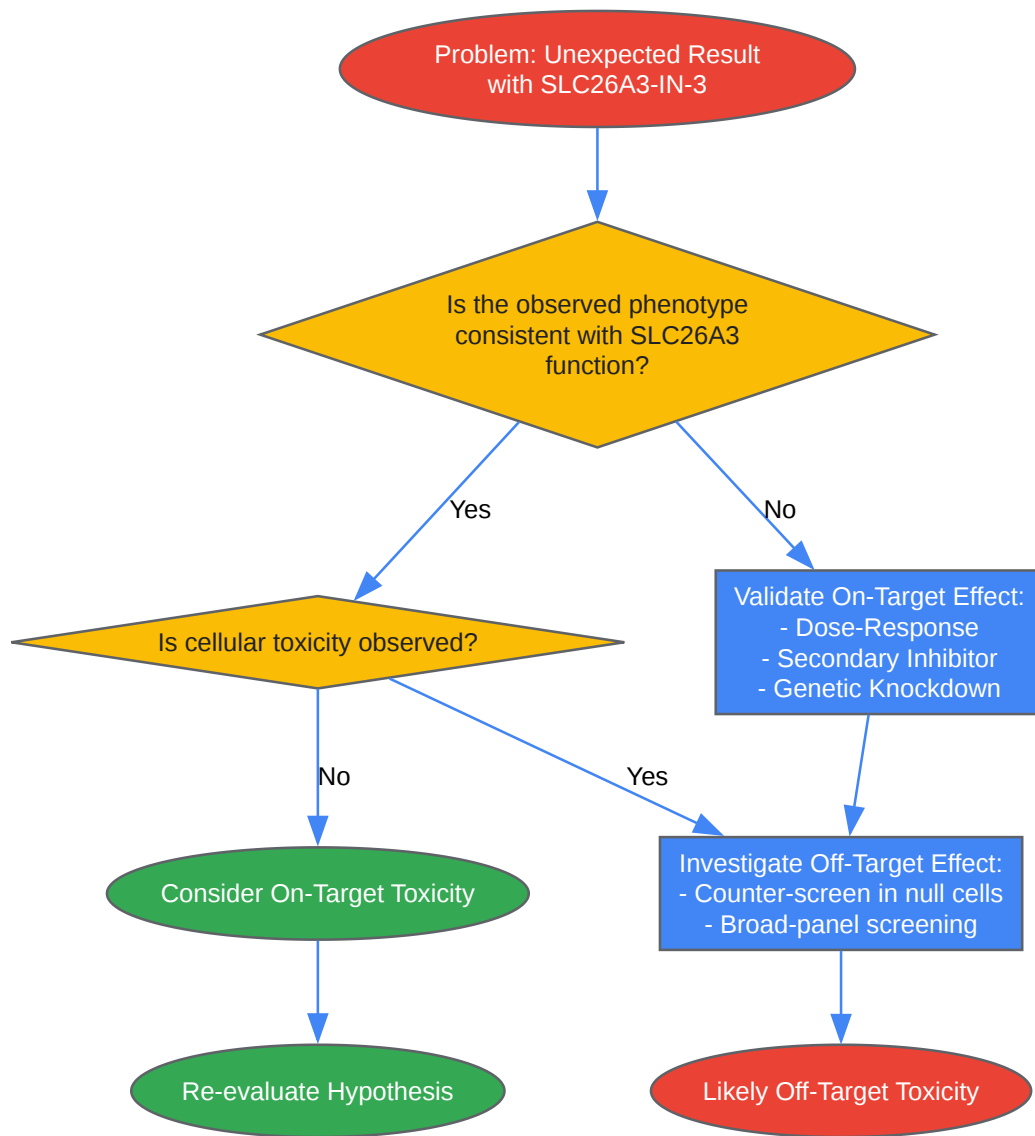 Problem: Unexpected Result
with SLC26A3-IN-3
Is the observed phenotype
consistent with SLC26A3
function?
Yes
No
Validate On-Target Effect:
- Dose-Response
- Secondary Inhibitor
- Genetic Knockdown
Is cellular toxicity observed?
No
Yes
Investigate Off-Target Effect:
- Counter-screen in null cells
- Broad-panel screening
Consider On-Target Toxicity
Re-evaluate Hypothesis
Likely Off-Target Toxicity